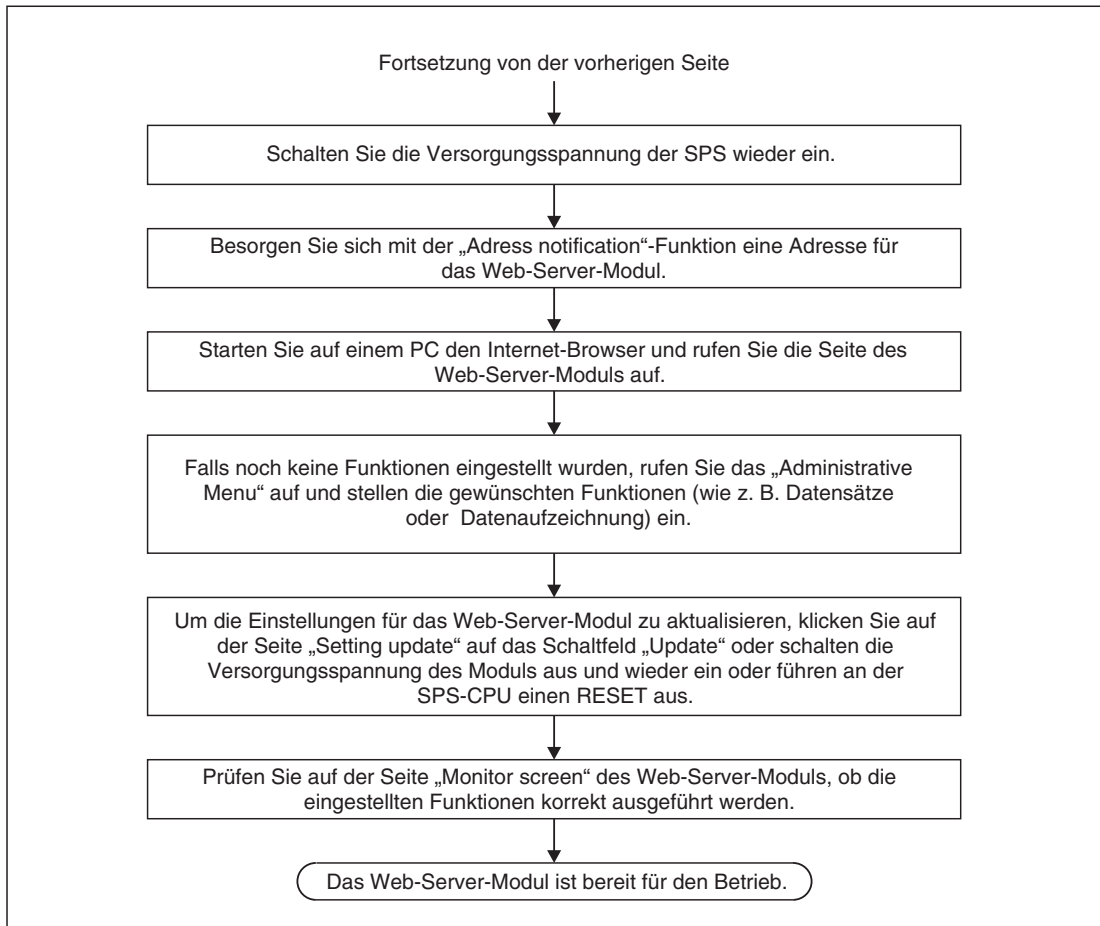 Fortsetzung von der vorherigen Seite
Schalten Sie die Versorgungsspannung der SPS wieder ein.
Besorgen Sie sich mit der „Adress notification“-Funktion eine Adresse für
das Web-Server-Modul.
Starten Sie auf einem PC den Internet-Browser und rufen Sie die Seite des
Web-Server-Moduls auf.
Falls noch keine Funktionen eingestellt wurden, rufen Sie das „Administrative
Menu“ auf und stellen die gewünschten Funktionen (wie z. B. Datensätze
oder Datenaufzeichnung) ein.
Um die Einstellungen für das Web-Server-Modul zu aktualisieren, klicken Sie auf
der Seite „Setting update“ auf das Schaltfeld „Update“ oder schalten die
Versorgungsspannung des Moduls aus und wieder ein oder führen an der
SPS-CPU einen RESET aus.
Prüfen Sie auf der Seite „Monitor screen“ des Web-Server-Moduls, ob die
eingestellten Funktionen korrekt ausgeführt werden.
Das Web-Server-Modul ist bereit für den Betrieb.